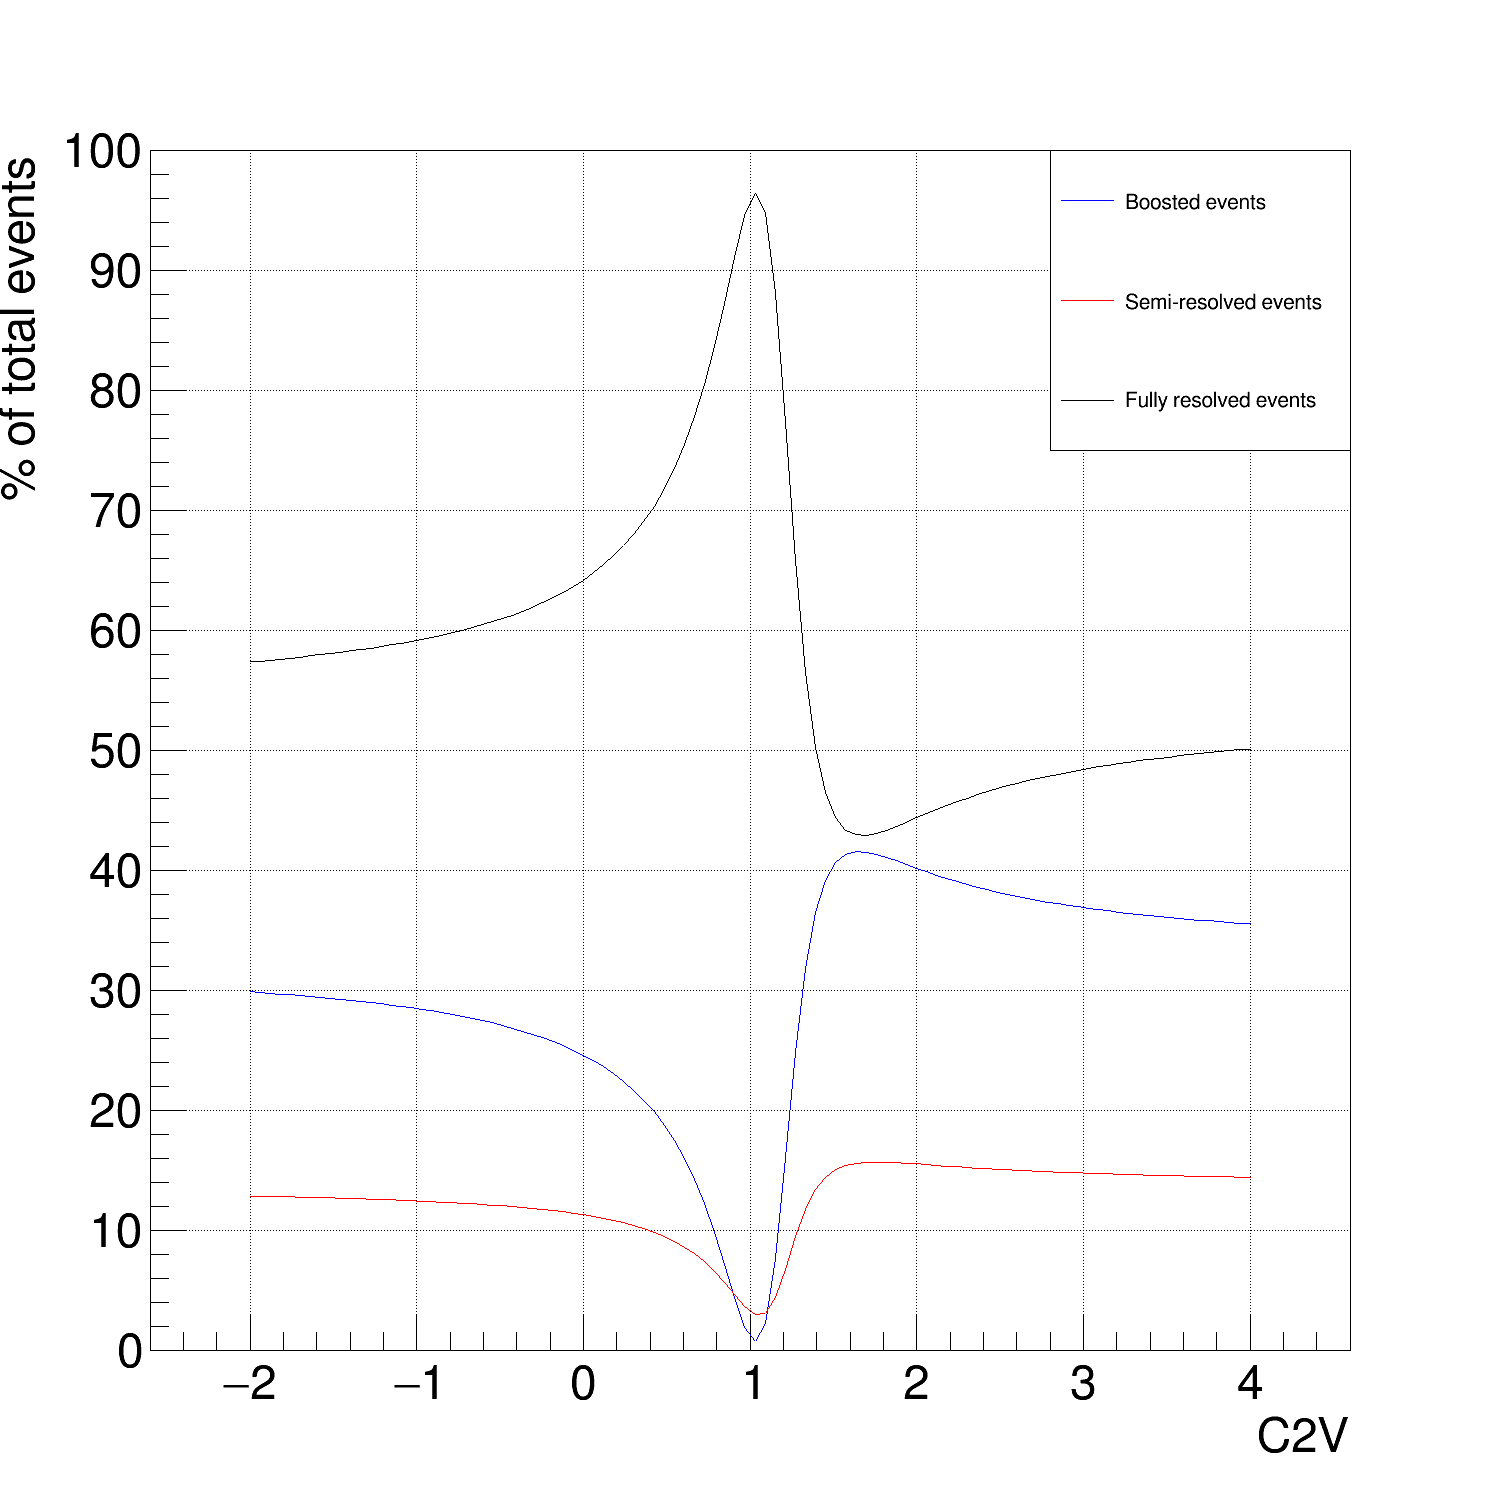 % of total events
100
90
80
70
60
50
40
30
20
10
0
Boosted events
Semi-resolved events
Fully resolved events
−2 −1 0 1 2 3 4
C2V